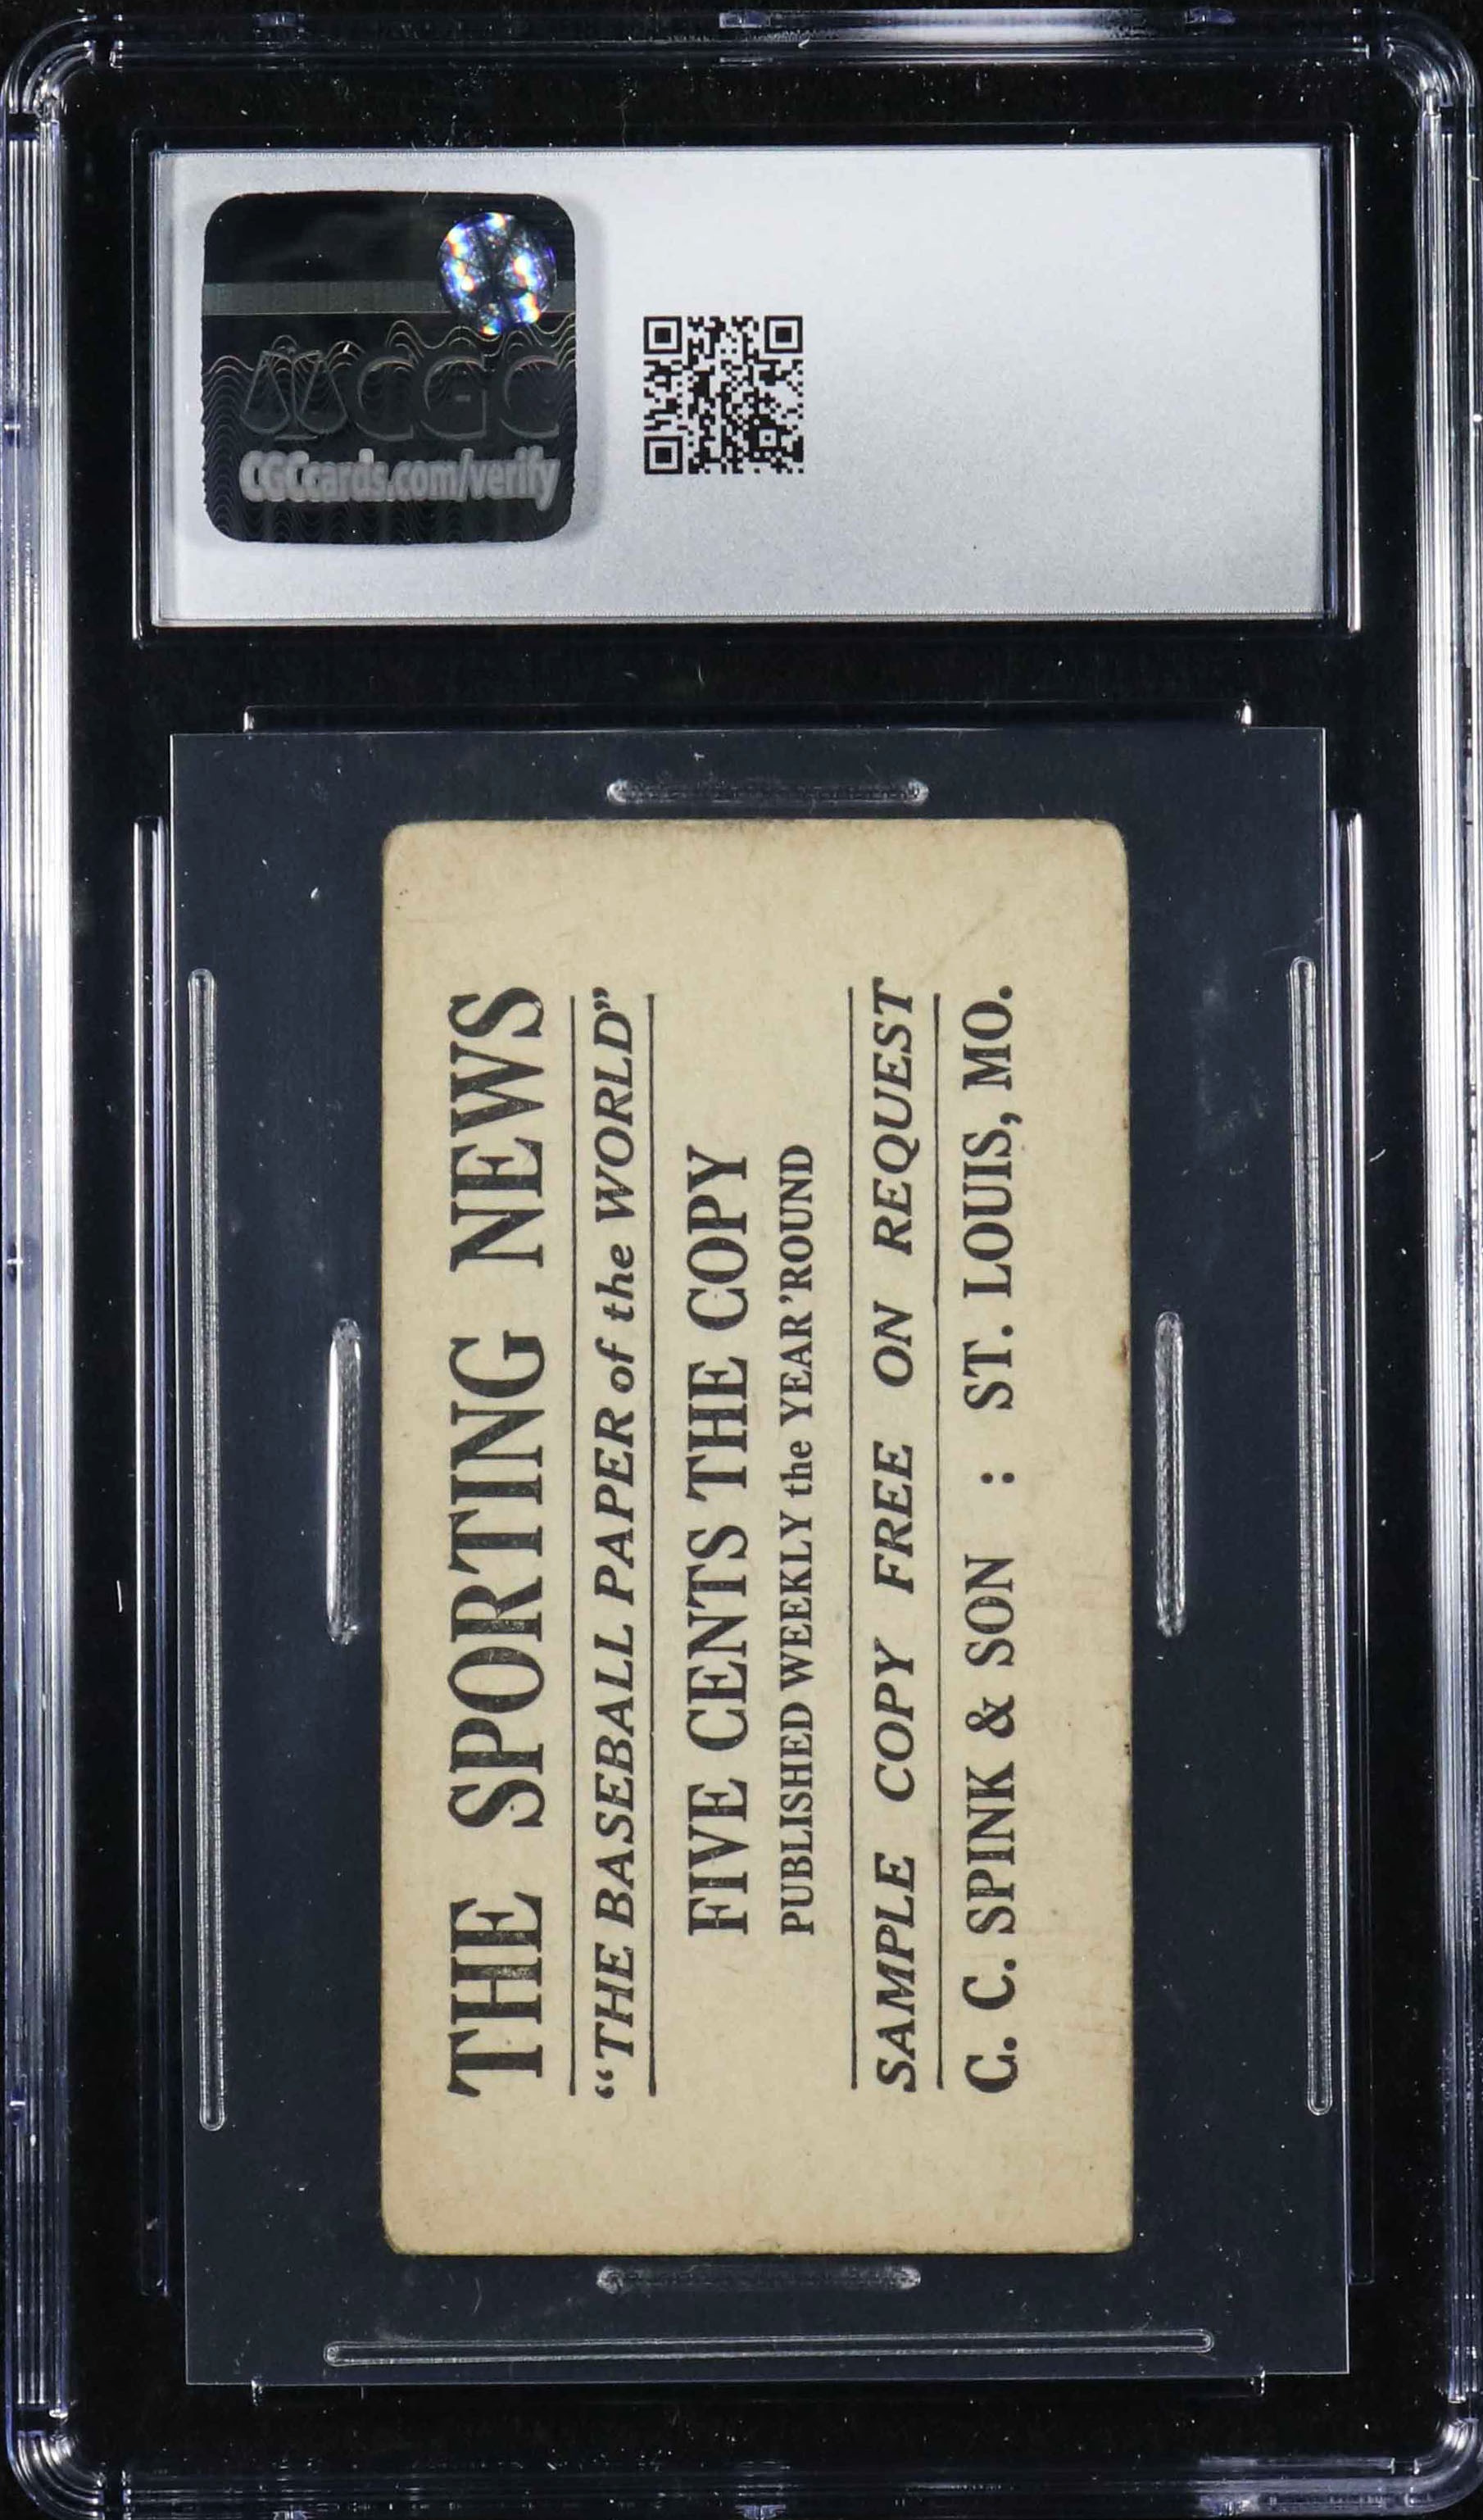 CGC
CGCcards.com/verify
THE SPORTING NEWS
“THE BASEBALL PAPER of the WORLD”
FIVE CENTS THE COPY
PUBLISHED WEEKLY the YEAR’ROUND
SAMPLE COPY FREE ON REQUEST
C. C. SPINK & SON : ST. LOUIS, MO.